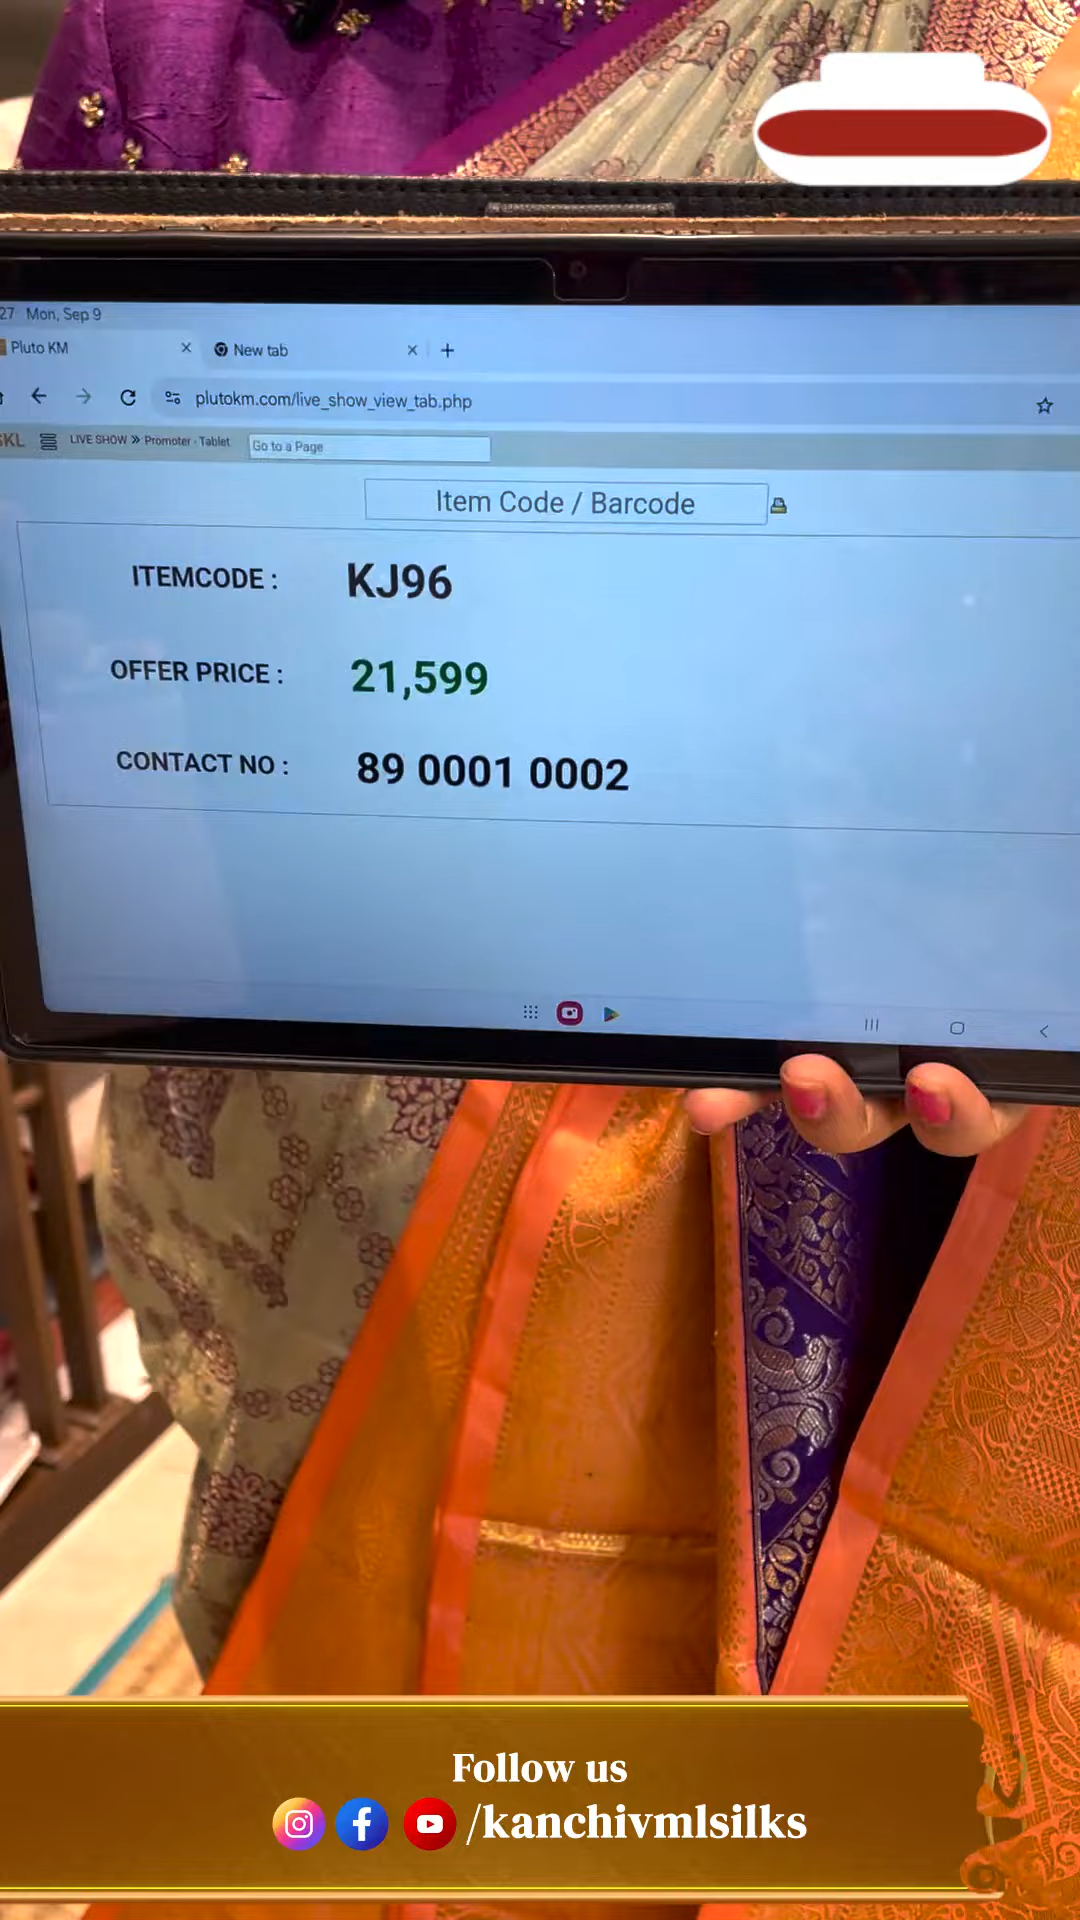 27 Mon, Sep 9
Pluto KM
New tab
plutokm.com/live_show_view_tab.php
SKL LIVE SHOW » Promoter - Tablet Go to a Page
Item Code / Barcode
ITEMCODE : KJ96
OFFER PRICE : 21,599
CONTACT NO : 89 0001 0002
Follow us
/kanchivmlsilks